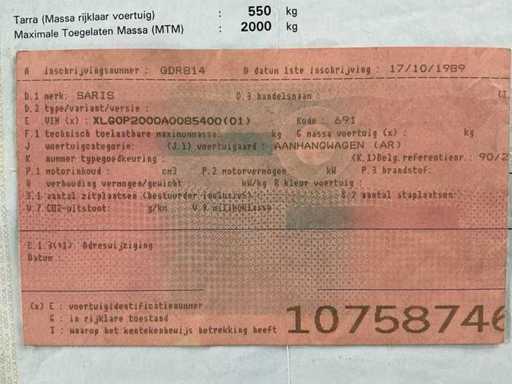 Tarra (Massa rijklaar voertuig) : 550 kg
Maximale Toegelaten Massa (MTM) : 2000 kg
A inschrijvingsnummer : GDRB14 B datum 1ste inschrijving : 17/10/1989
D.1 merk: SARIS D.3 handelsnaam:
D.2 type/variant/versie :
E VIN (x) : XLGOP2000A0085400(01) Kode : 691
F.1 technisch toelaatbare maximummassa: kg G massa voertuig (x): kg
J voertuigcategorie: (J.1) voertuigaard : AANHANGWAGEN (AR)
K nummer typegoedkeuring : (K.1)Belg.referentienr.: 90/2
P.1 motorinhoud : cm3 P.2 motorvermogen kW P.3 brandstof:
Q verhouding vermogen/gewicht kW/kg R kleur voertuig :
S.1 aantal zitplaatsen (bestuurder inclusief) S.2 aantal staplaatsen:
V.7 CO2-uitstoot: g/km V.9 milieuklasse
C.1.3(x1) Adreswijziging
Datum :
(x) E : voertuigidentificatienummer
G : in rijklare toestand
I : waarop het kentekenbewijs betrekking heeft
10758746